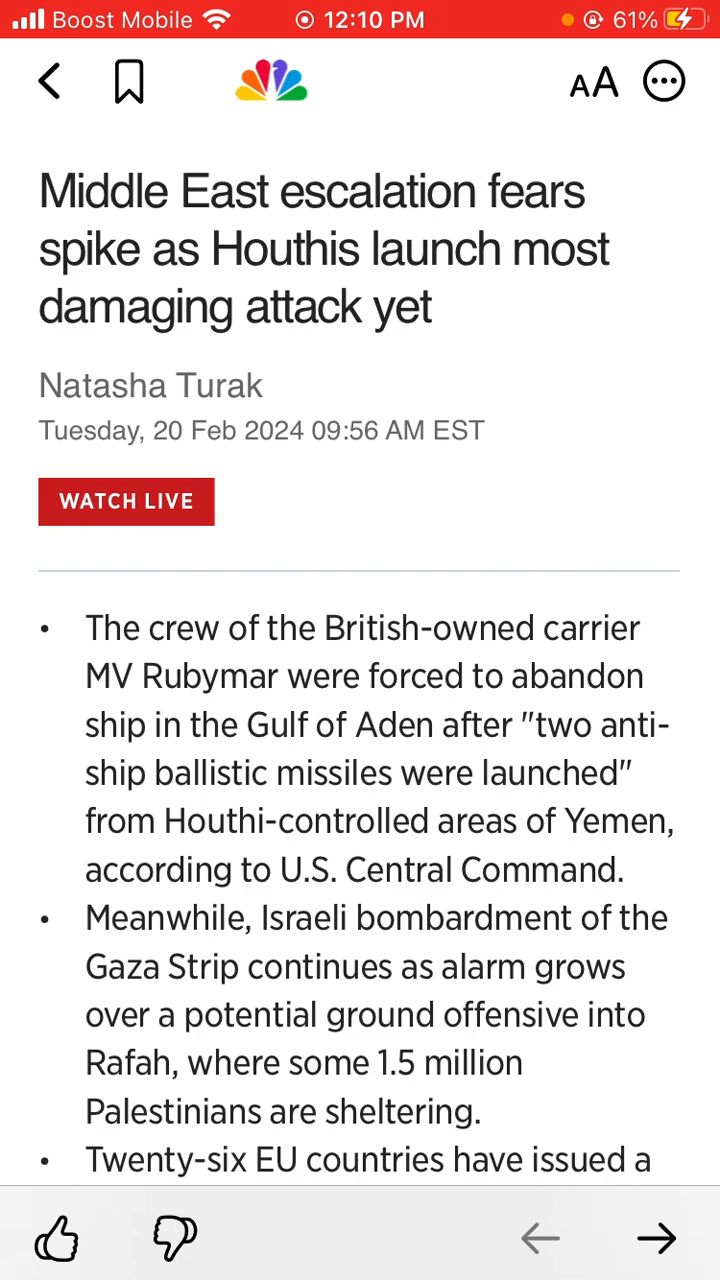 Boost Mobile 12:10 PM 61%
AA
Middle East escalation fears
spike as Houthis launch most
damaging attack yet
Natasha Turak
Tuesday, 20 Feb 2024 09:56 AM EST
WATCH LIVE
• The crew of the British-owned carrier
MV Rubymar were forced to abandon
ship in the Gulf of Aden after "two anti-
ship ballistic missiles were launched"
from Houthi-controlled areas of Yemen,
according to U.S. Central Command.
• Meanwhile, Israeli bombardment of the
Gaza Strip continues as alarm grows
over a potential ground offensive into
Rafah, where some 1.5 million
Palestinians are sheltering.
• Twenty-six EU countries have issued a